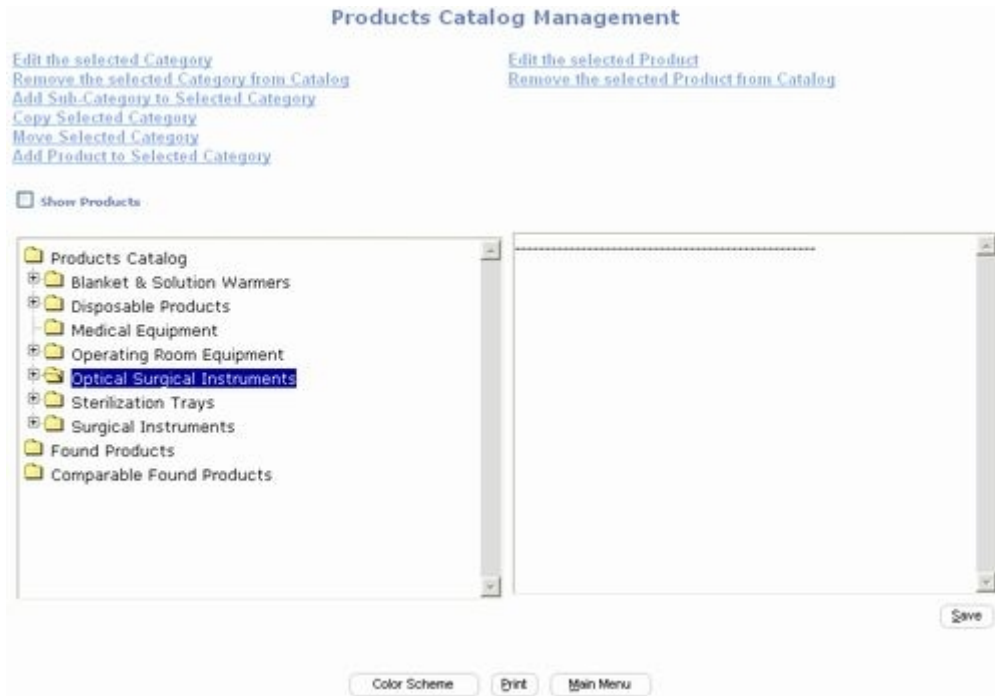 Products Catalog Management
Edit the selected Category
Remove the selected Category from Catalog
Add Sub-Category to Selected Category
Copy Selected Category
Move Selected Category
Add Product to Selected Category
Edit the selected Product
Remove the selected Product from Catalog
Show Products
Products Catalog
Blanket & Solution Warmers
Disposable Products
Medical Equipment
Operating Room Equipment
Optical Surgical Instruments
Sterilization Trays
Surgical Instruments
Found Products
Comparable Found Products
Save
Color Scheme
Print
Main Menu